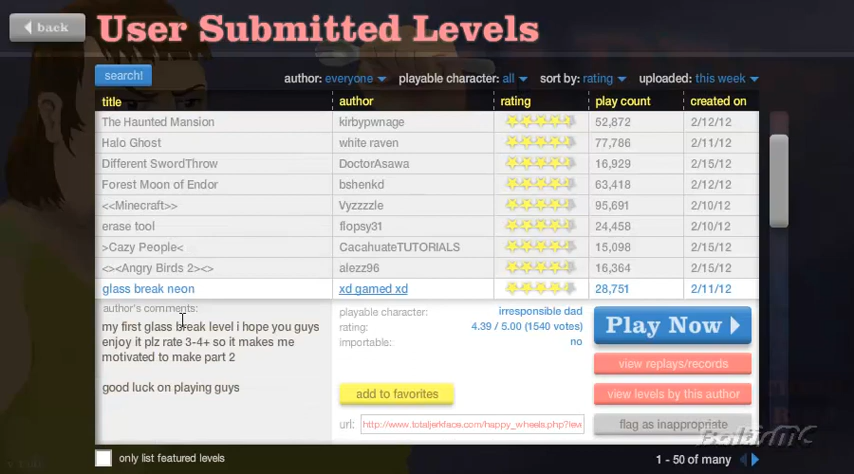 back
User Submitted Levels
search!
author: everyone playable character: all sort by: rating uploaded: this week
title author rating play count created on
The Haunted Mansion kirbypwnage 52,872 2/12/12
Halo Ghost white raven 77,786 2/11/12
Different SwordThrow DoctorAsawa 16,929 2/15/12
Forest Moon of Endor bshenkd 63,418 2/12/12
<<Minecraft>> Vyzzzzle 95,691 2/10/12
erase tool flopsy31 24,458 2/10/12
>Cazy People< CacahuateTUTORIALS 15,098 2/15/12
<><Angry Birds 2><> alezz96 16,364 2/15/12
glass break neon xd gamed xd 28,751 2/11/12
author's comments:
my first glass break level i hope you guys
enjoy it plz rate 3-4+ so it makes me
motivated to make part 2
good luck on playing guys
playable character: irresponsible dad
rating: 4.39 / 5.00 (1540 votes)
importable: no
add to favorites
url: http://www.totaljerkface.com/happy_wheels.php?leve
Play Now
view replays/records
view levels by this author
flag as inappropriate
only list featured levels
1 - 50 of many